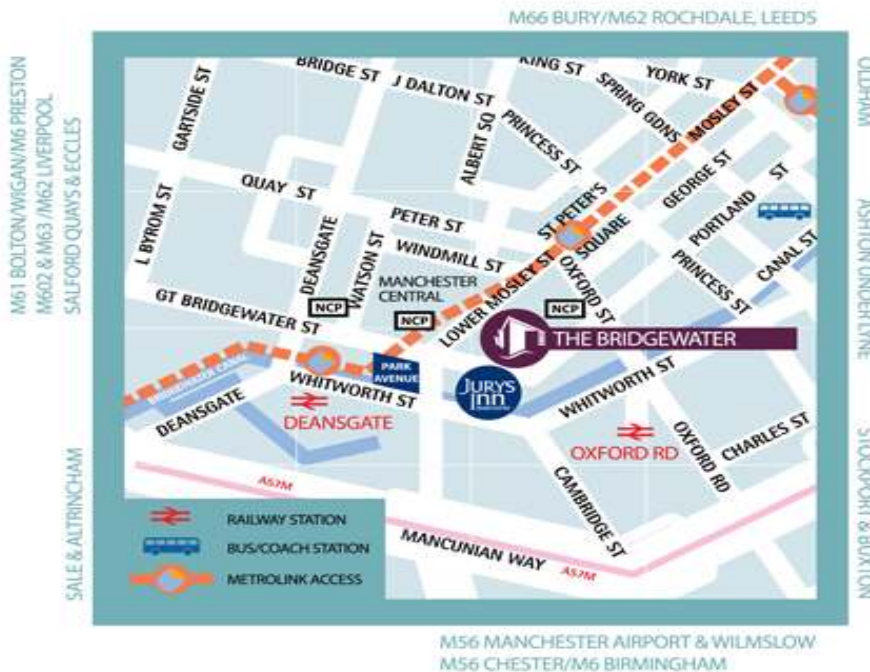 M66 BURY/M62 ROCHDALE, LEEDS
M61 BOLTON/WIGAN/M6 PRESTON
M602 & M63 /M62 LIVERPOOL
SALFORD QUAYS & ECCLES
SALE & ALTRINCHAM
OLDHAM
ASHTON UNDER LYNE
STOCKPORT & BUXTON
BRIDGE ST
J DALTON ST
KING ST
SPRING GDNS
YORK ST
MOSLEY ST
GARTSIDE ST
ALBERT SQ
PRINCESS ST
GEORGE ST
PORTLAND ST
QUAY ST
PETER ST
ST. PETER'S
SQUARE
L BYROM ST
DEANSGATE
WATSON ST
WINDMILL ST
LOWER MOSLEY ST
OXFORD ST
PRINCESS ST
CANAL ST
MANCHESTER
CENTRAL
GT BRIDGEWATER ST
NCP
NCP
NCP
THE BRIDGEWATER
PARK
AVENUE
JURYS
Inn
WHITWORTH ST
WHITWORTH ST
DEANSGATE
DEANSGATE
OXFORD RD
OXFORD RD
CHARLES ST
CAMBRIDGE ST
A57M
MANCUNIAN WAY
A57M
RAILWAY STATION
BUS/COACH STATION
METROLINK ACCESS
M56 MANCHESTER AIRPORT & WILMSLOW
M56 CHESTER/M6 BIRMINGHAM